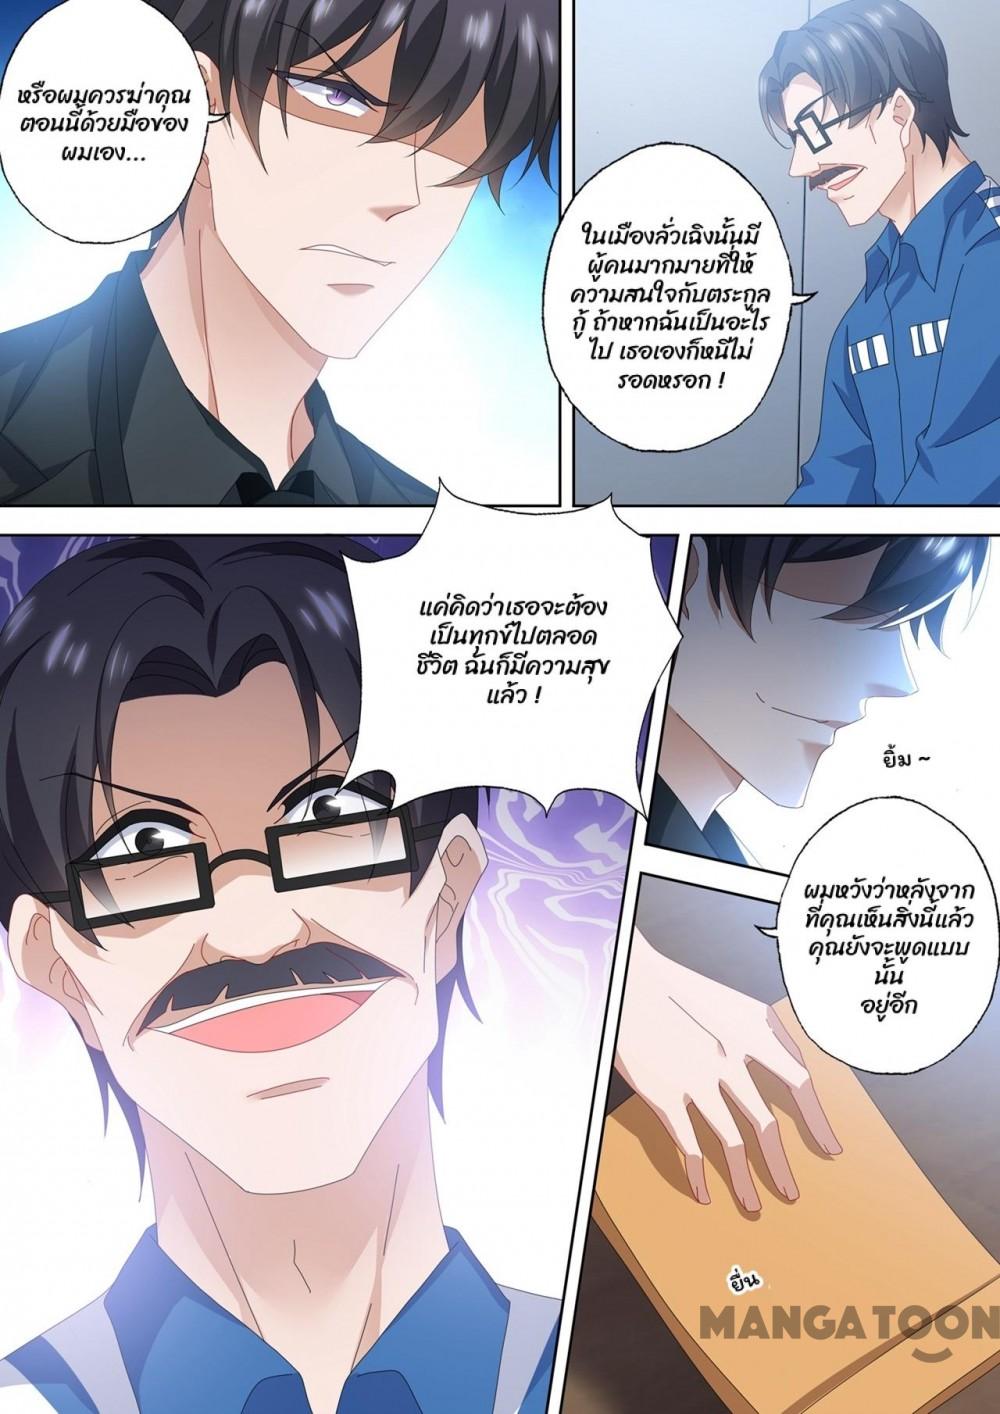 หรือผมควรฆ่าคุณ
ตอนนี้ด้วยมือของ
ผมเอง...
ในเมืองลั่วเฉิงนั้นมี
ผู้คนมากมายที่ให้
ความสนใจกับตระกูล
กู้ ถ้าหากฉันเป็นอะไร
ไป เธอเองก็หนีไม่
รอดหรอก !
แค่คิดว่าเธอจะต้อง
เป็นทุกข์ไปตลอด
ชีวิต ฉันก็มีความสุข
แล้ว !
ยิ้ม ~
ผมหวังว่าหลังจาก
ที่คุณเห็นสิ่งนี้แล้ว
คุณยังจะพูดแบบ
นั้น
อยู่อีก
ยื่น
MANGATOON